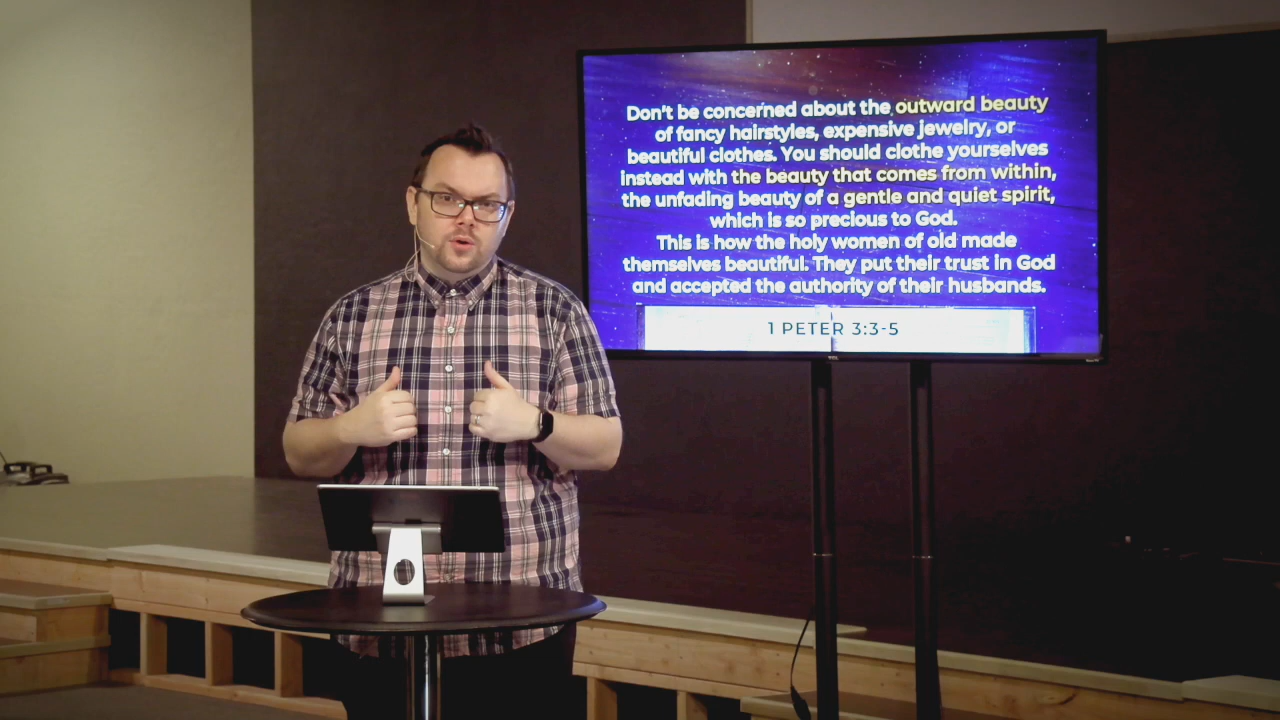 Don't be concerned about the outward beauty
of fancy hairstyles, expensive jewelry, or
beautiful clothes. You should clothe yourselves
instead with the beauty that comes from within,
the unfading beauty of a gentle and quiet spirit,
which is so precious to God.
This is how the holy women of old made
themselves beautiful. They put their trust in God
and accepted the authority of their husbands.
1 PETER 3:3-5
TCL